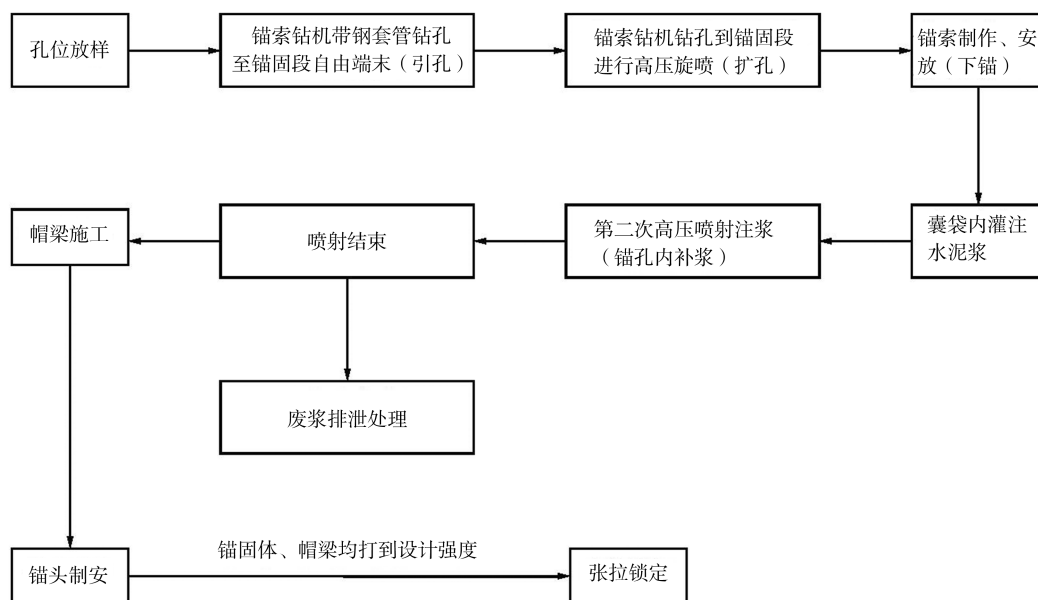 孔位放样
锚索钻机带钢套管钻孔
至锚固段自由端末（引孔）
锚索钻机钻孔到锚固段
进行高压旋喷（扩孔）
锚索制作、安
放（下锚）
帽梁施工
喷射结束
第二次高压喷射注浆
（锚孔内补浆）
囊袋内灌注
水泥浆
废浆排泄处理
锚头制安
锚固体、帽梁均打到设计强度
张拉锁定